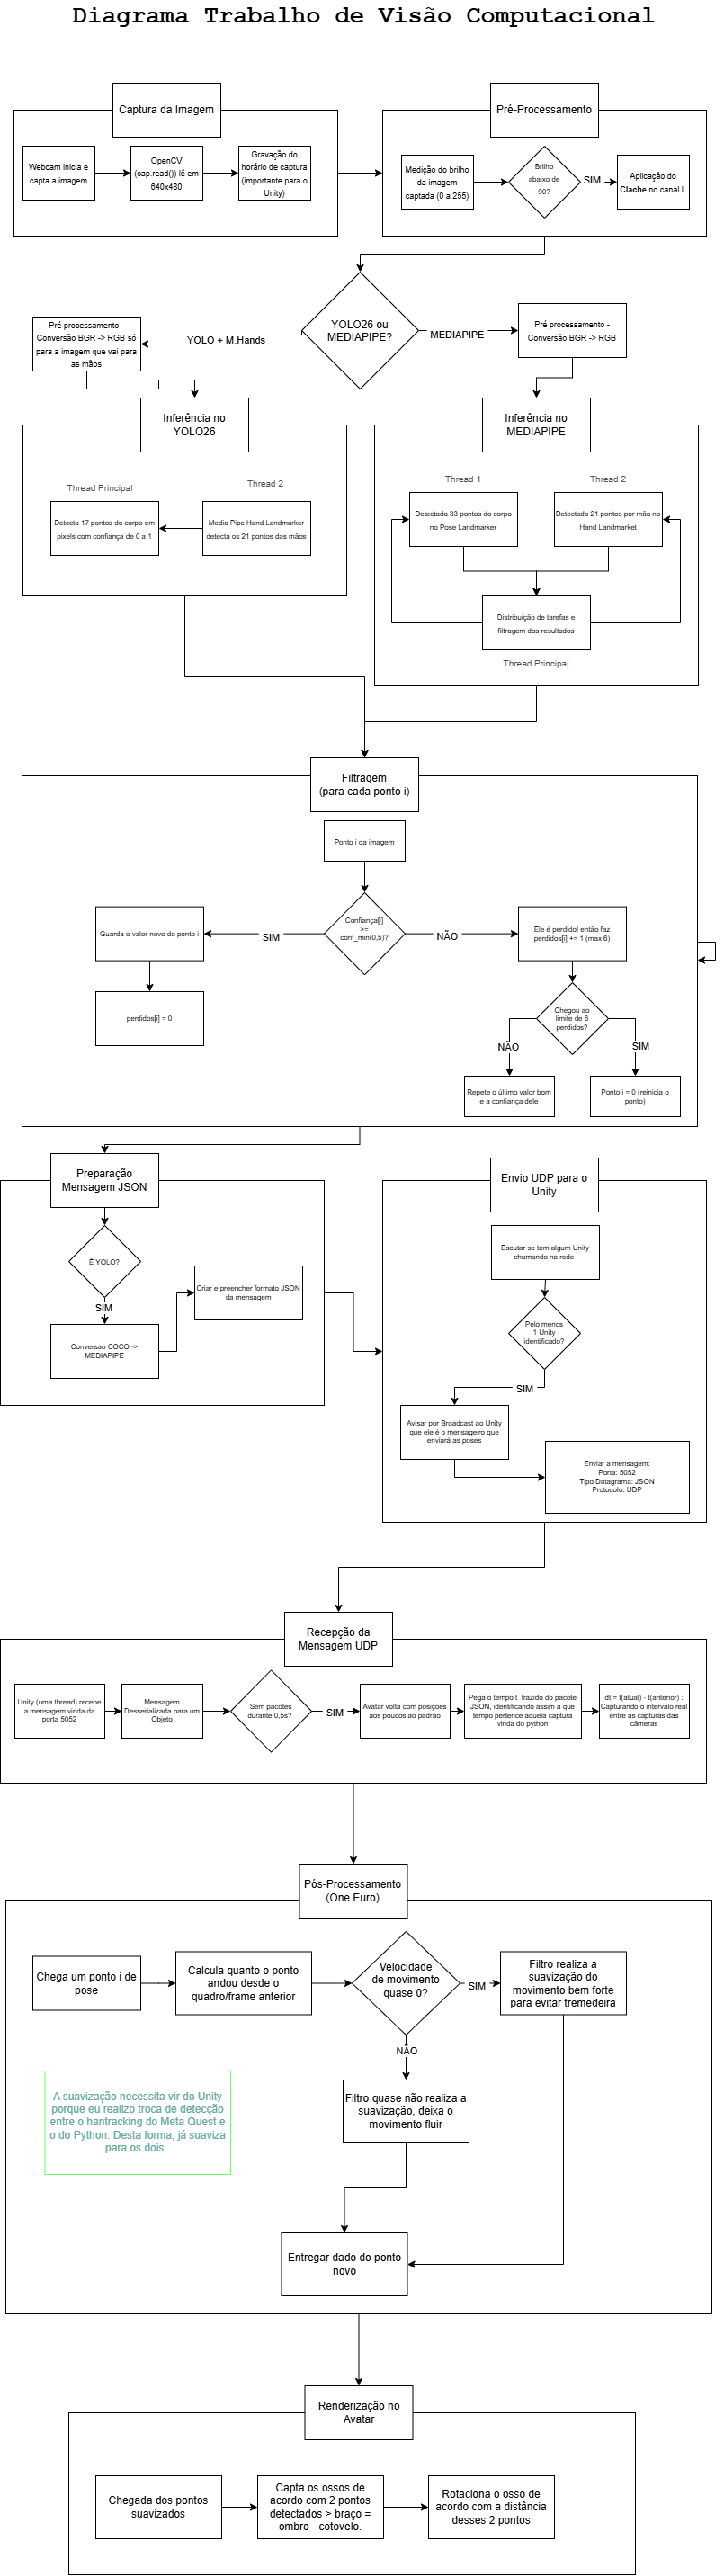 Diagrama Trabalho de Visão Computacional
Captura da Imagem
Webcam inicia e
capta a imagem
OpenCV
(cap.read()) lê em
640x480
Gravação do
horário de captura
(importante para o
Unity)
Pré-Processamento
Medição do brilho
da imagem
captada (0 a 255)
Brilho
abaixo de
90?
SIM
Aplicação do
Clache no canal L
YOLO26 ou
MEDIAPIPE?
YOLO + M.Hands
MEDIAPIPE
Pré processamento -
Conversão BGR -> RGB só
para a imagem que vai para
as mãos
Pré processamento -
Conversão BGR -> RGB
Inferência no
YOLO26
Thread Principal
Thread 2
Detecta 17 pontos do corpo em
pixels com confiança de 0 a 1
Media Pipe Hand Landmarker
detecta os 21 pontos das mãos
Inferência no
MEDIAPIPE
Thread 1
Thread 2
Detectada 33 pontos do corpo
no Pose Landmarker
Detectada 21 pontos por mão no
Hand Landmarket
Distribuição de tarefas e
filtragem dos resultados
Thread Principal
Filtragem
(para cada ponto i)
Ponto i da imagem
Confiança[i]
>=
conf_min(0,5)?
SIM
NÃO
Guarda o valor novo do ponto i
perdidos[i] = 0
Ele é perdido! então faz
perdidos[i] += 1 (max 6)
Chegou ao
limite de 6
perdidos?
NÃO
SIM
Repete o último valor bom
e a confiança dele
Ponto i = 0 (reinicia o
ponto)
Preparação
Mensagem JSON
É YOLO?
SIM
Conversao COCO ->
MEDIAPIPE
Criar e preencher formato JSON
da mensagem
Envio UDP para o
Unity
Escutar se tem algum Unity
chamando na rede
Pelo menos
1 Unity
identificado?
SIM
Avisar por Broadcast ao Unity
que ele é o mensageiro que
enviará as poses
Enviar a mensagem:
Porta: 5052
Tipo Datagrama: JSON
Protocolo: UDP
Recepção da
Mensagem UDP
Unity (uma thread) recebe
a mensagem vinda da
porta 5052
Mensagem
Desserializada para um
Objeto
Sem pacotes
durante 0,5s?
SIM
Avatar volta com posições
aos poucos ao padrão
Pega o tempo t  trazido do pacote
JSON, identificando assim a que
tempo pertence aquela captura
vinda do python
dt = t(atual) - t(anterior) :
Capturando o intervalo real
entre as capturas das
câmeras
Pós-Processamento
(One Euro)
Chega um ponto i de
pose
Calcula quanto o ponto
andou desde o
quadro/frame anterior
Velocidade
de movimento
quase 0?
SIM
Filtro realiza a
suavização do
movimento bem forte
para evitar tremedeira
NÃO
Filtro quase não realiza a
suavização, deixa o
movimento fluir
A suavização necessita vir do Unity
porque eu realizo troca de detecção
entre o hantracking do Meta Quest e
o do Python. Desta forma, já suaviza
para os dois.
Entregar dado do ponto
novo
Renderização no
Avatar
Chegada dos pontos
suavizados
Capta os ossos de
acordo com 2 pontos
detectados > braço =
ombro - cotovelo.
Rotaciona o osso de
acordo com a distância
desses 2 pontos